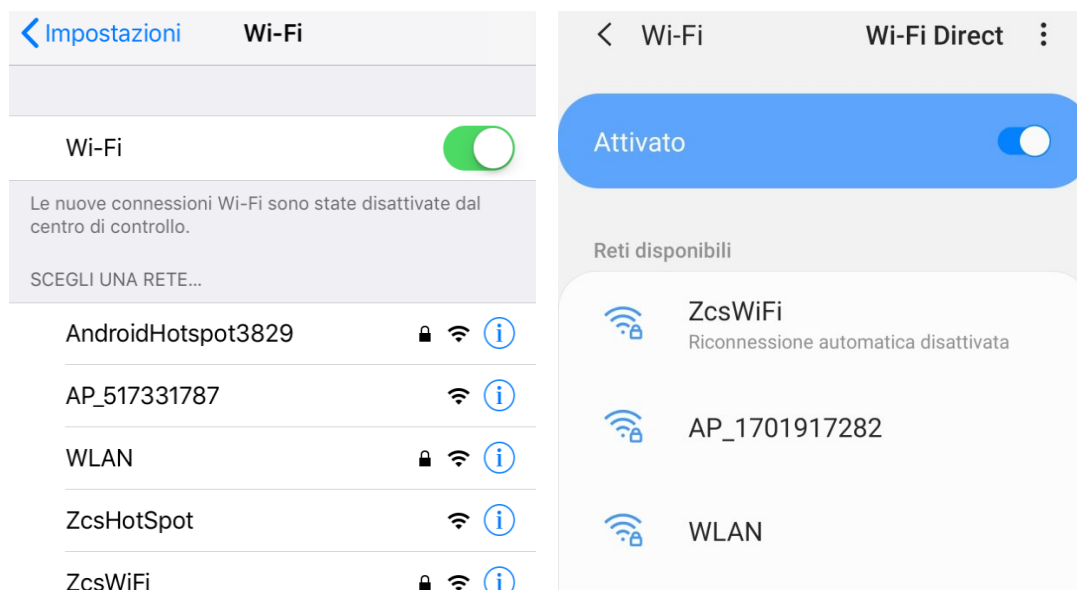 Impostazioni Wi-Fi
Wi-Fi
Le nuove connessioni Wi-Fi sono state disattivate dal
centro di controllo.
SCEGLI UNA RETE...
AndroidHotspot3829
AP_517331787
WLAN
ZcsHotSpot
ZcsWiFi
Wi-Fi Wi-Fi Direct
Attivato
Reti disponibili
ZcsWiFi
Riconnessione automatica disattivata
AP_1701917282
WLAN